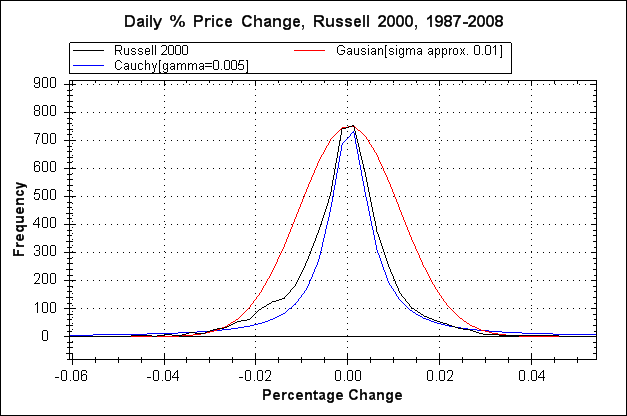 Daily % Price Change, Russell 2000, 1987-2008
Russell 2000
Gausian[sigma approx. 0.01]
Cauchy[gamma=0.005]
900
800
700
600
500
400
300
200
100
0
Frequency
-0.06 -0.04 -0.02 0.00 0.02 0.04
Percentage Change